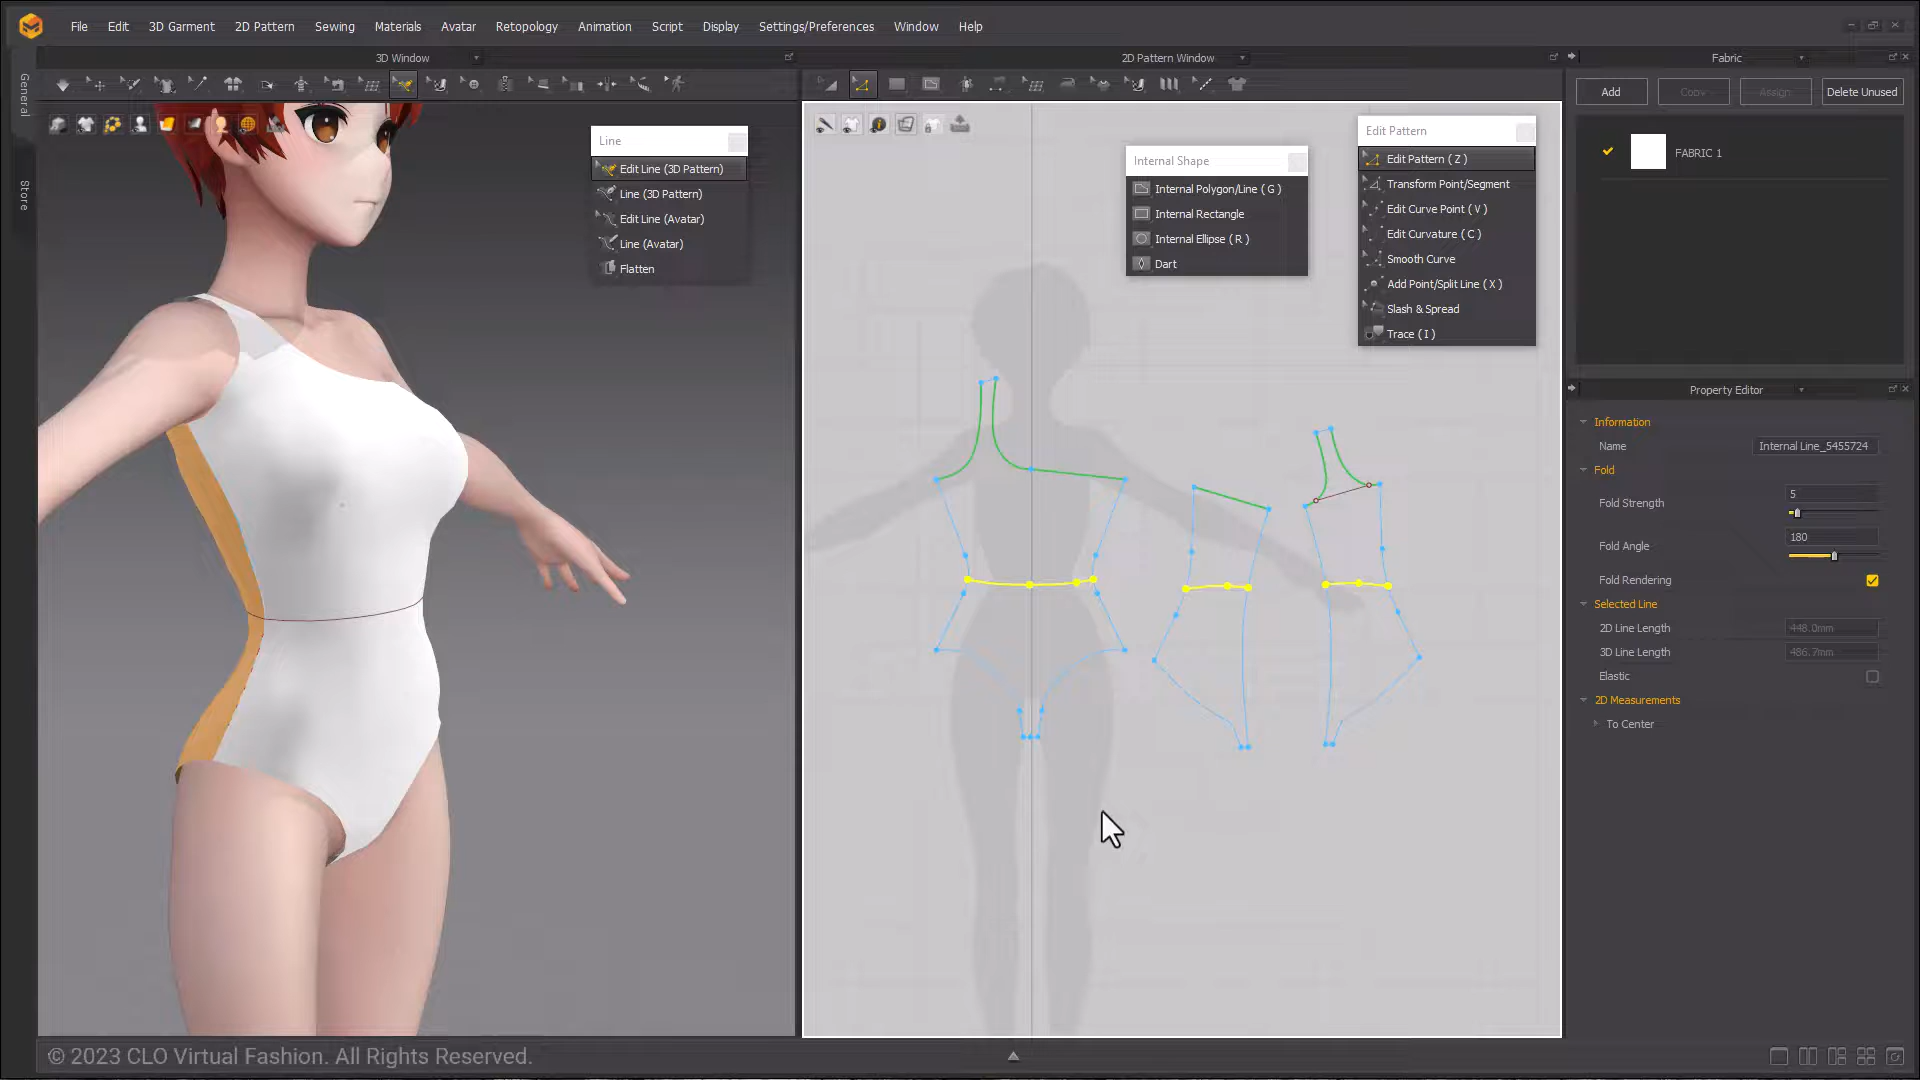 File Edit 3D Garment 2D Pattern Sewing Materials Avatar Retopology Animation Script Display Settings/Preferences Window Help
3D Window
2D Pattern Window
Fabric
General
Store
Add Copy Assign Delete Unused
FABRIC 1
Line
Edit Line (3D Pattern)
Line (3D Pattern)
Edit Line (Avatar)
Line (Avatar)
Flatten
Internal Shape
Internal Polygon/Line ( G )
Internal Rectangle
Internal Ellipse ( R )
Dart
Edit Pattern
Edit Pattern ( Z )
Transform Point/Segment
Edit Curve Point ( V )
Edit Curvature ( C )
Smooth Curve
Add Point/Split Line ( X )
Slash & Spread
Trace ( I )
Property Editor
Information
Name Internal Line_5455724
Fold
Fold Strength 5
Fold Angle 180
Fold Rendering
Selected Line
2D Line Length 448.0mm
3D Line Length 486.7mm
Elastic
2D Measurements
To Center
© 2023 CLO Virtual Fashion. All Rights Reserved.